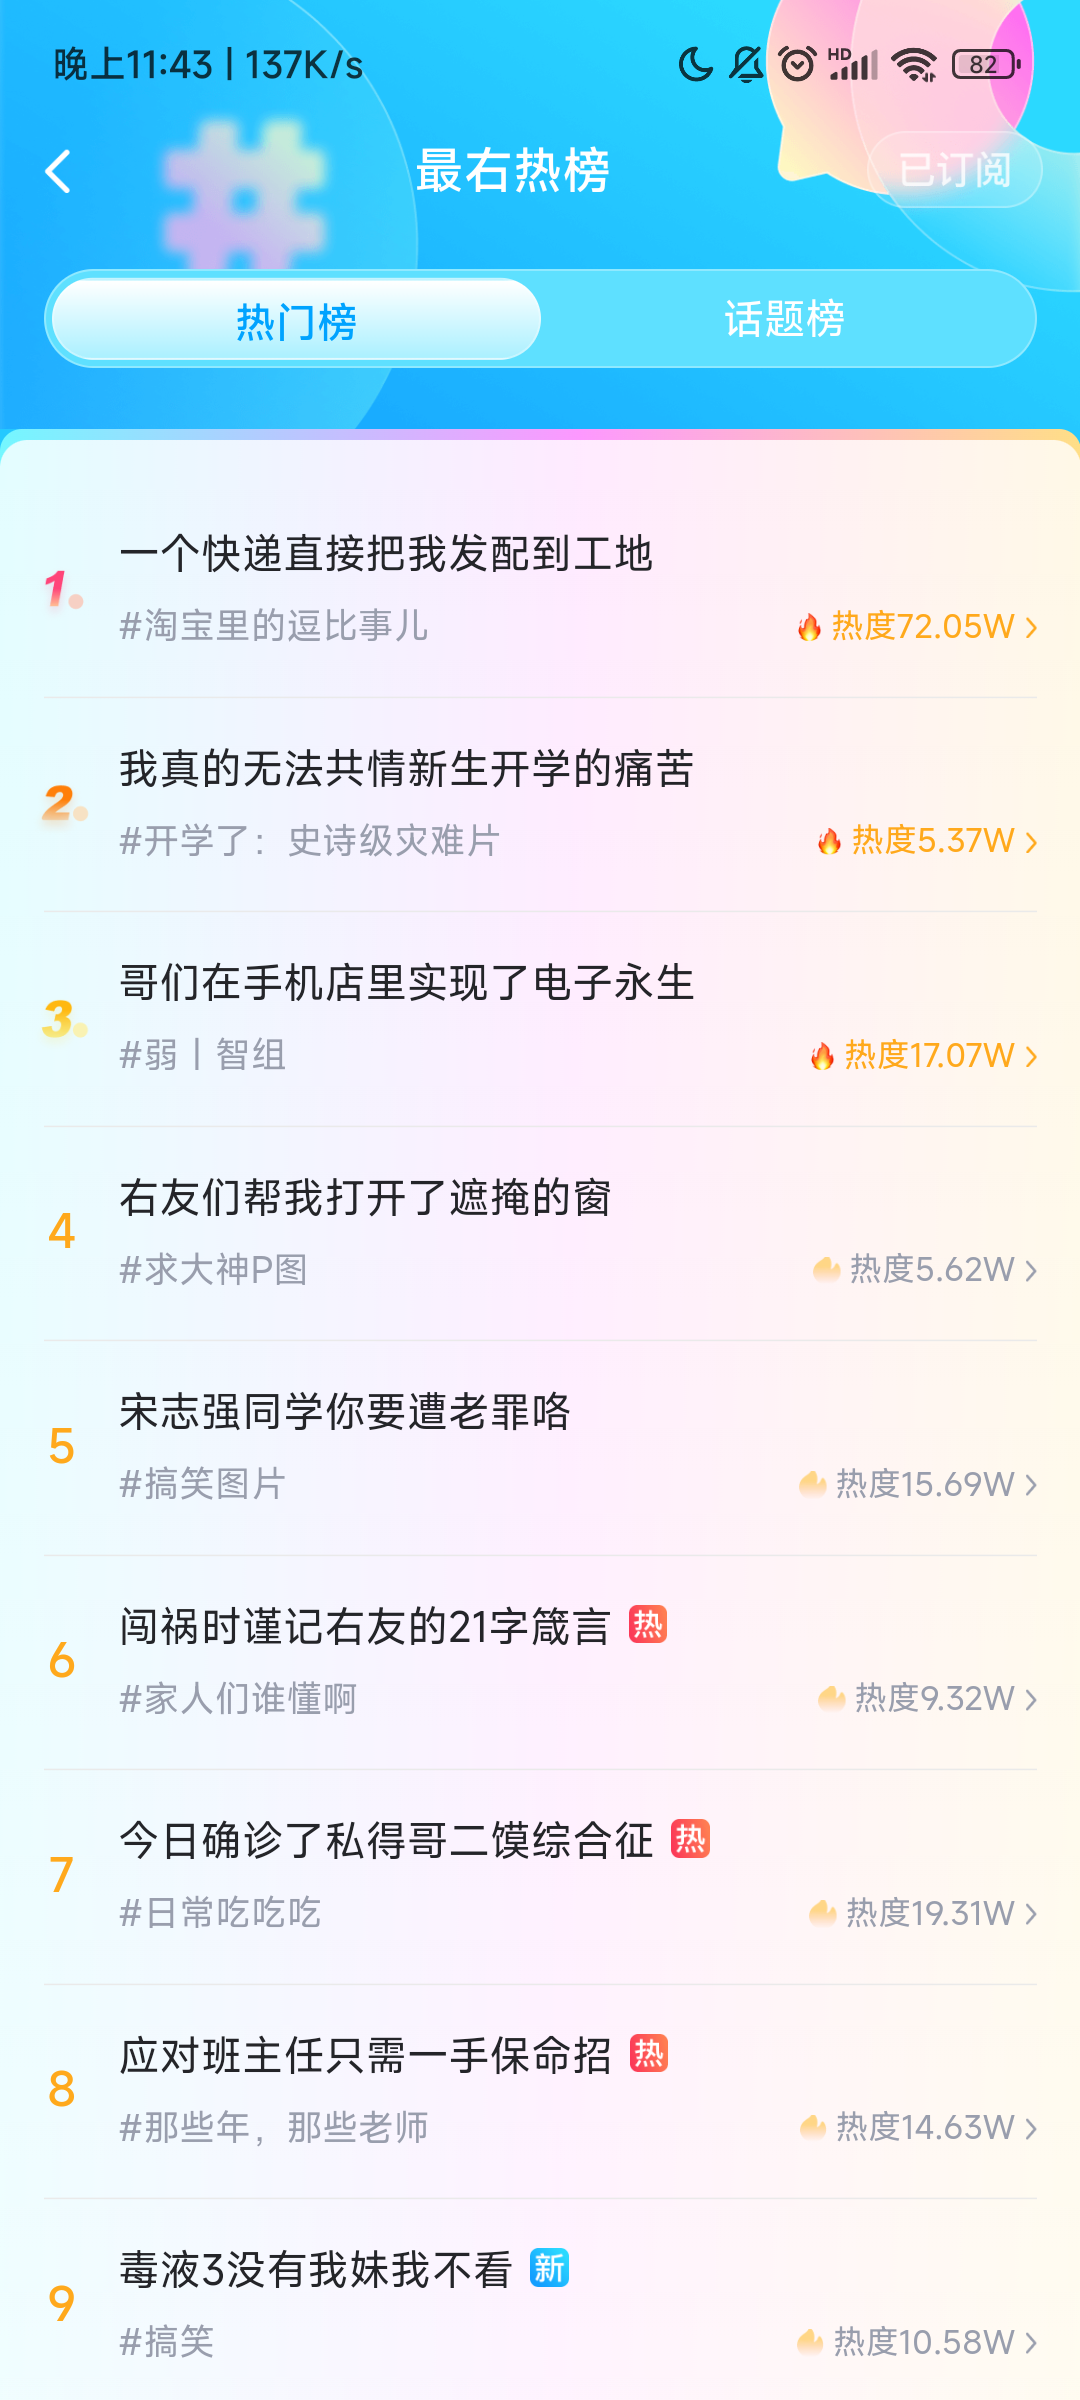 晚上11:43 | 137K/s
HD
82
最右热榜
已订阅
热门榜
话题榜
1.
一个快递直接把我发配到工地
#淘宝里的逗比事儿
热度72.05W
2.
我真的无法共情新生开学的痛苦
#开学了：史诗级灾难片
热度5.37W
3.
哥们在手机店里实现了电子永生
#弱丨智组
热度17.07W
4
右友们帮我打开了遮掩的窗
#求大神P图
热度5.62W
5
宋志强同学你要遭老罪咯
#搞笑图片
热度15.69W
6
闯祸时谨记右友的21字箴言 热
#家人们谁懂啊
热度9.32W
7
今日确诊了私得哥二馍综合征 热
#日常吃吃吃
热度19.31W
8
应对班主任只需一手保命招 热
#那些年，那些老师
热度14.63W
9
毒液3没有我妹我不看 新
#搞笑
热度10.58W